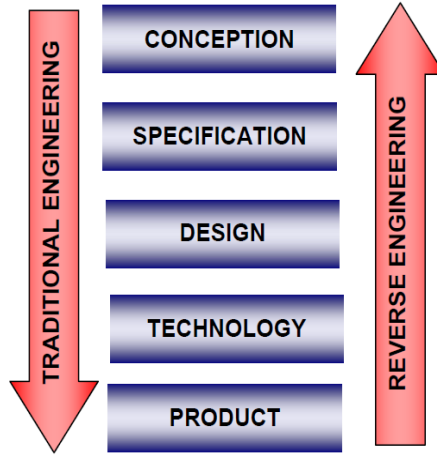 TRADITIONAL ENGINEERING
CONCEPTION
SPECIFICATION
DESIGN
TECHNOLOGY
PRODUCT
REVERSE ENGINEERING